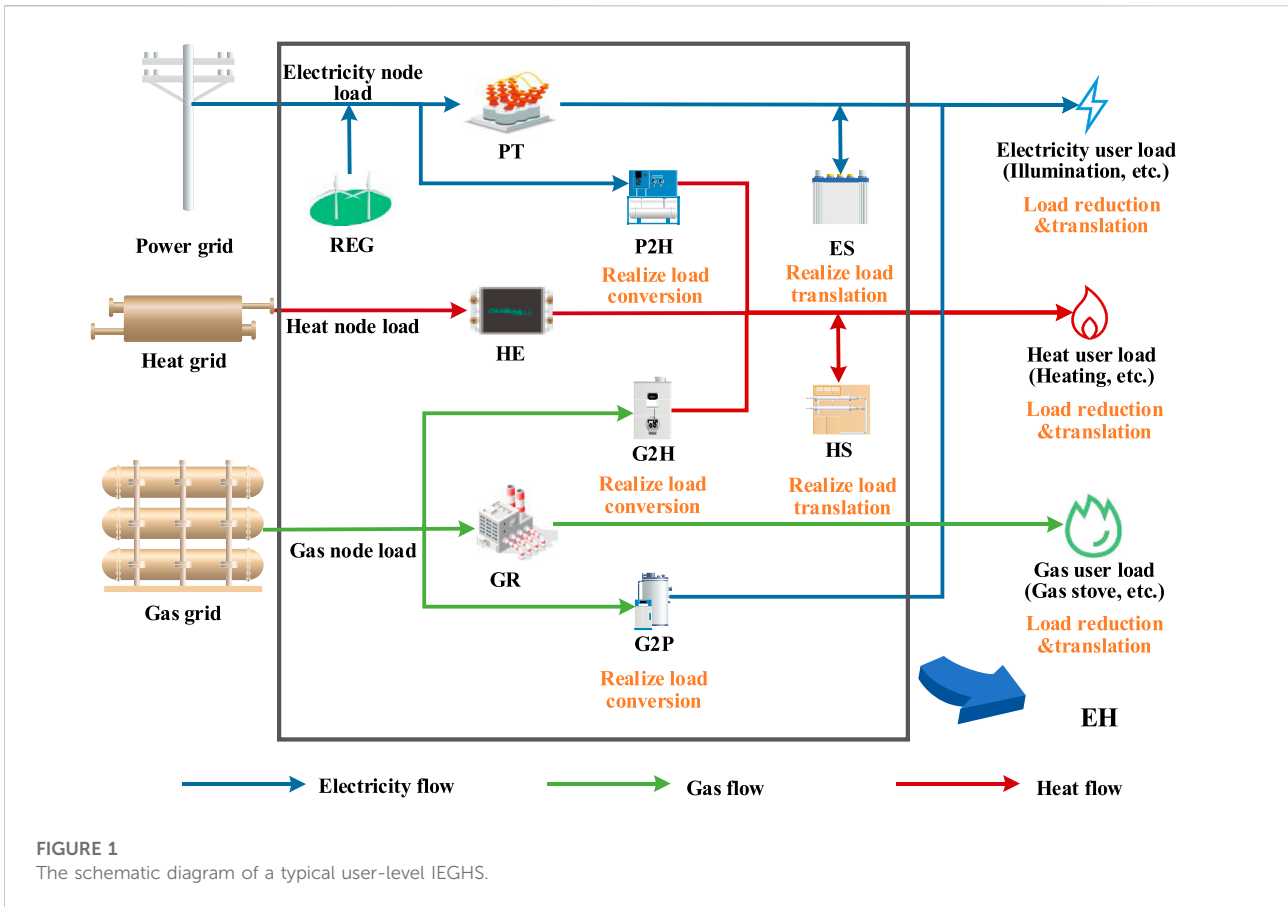 Electricity node
load
PT
Power grid
REG
P2H
Realize load
conversion
ES
Realize load
translation
Electricity user load
(Illumination, etc.)
Load reduction
&translation
Heat grid
Heat node load
HE
Heat user load
(Heating, etc.)
Load reduction
&translation
G2H
Realize load
conversion
HS
Realize load
translation
Gas grid
Gas node load
GR
Gas user load
(Gas stove, etc.)
Load reduction
&translation
G2P
Realize load
conversion
EH
Electricity flow
Gas flow
Heat flow
FIGURE 1
The schematic diagram of a typical user-level IEGHS.